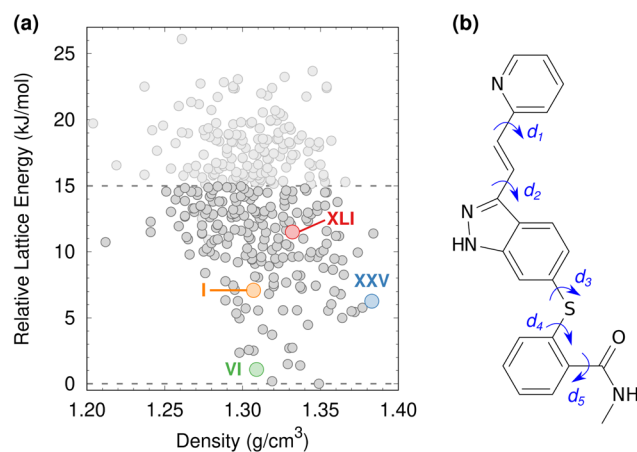 (a)
Relative Lattice Energy (kJ/mol)
25
20
15
10
5
0
1.20
1.25
1.30
1.35
1.40
Density (g/cm³)
XLI
XXV
I
VI
(b)
N
d₁
d₂
N
HN
d₃
S
d₄
O
d₅
NH